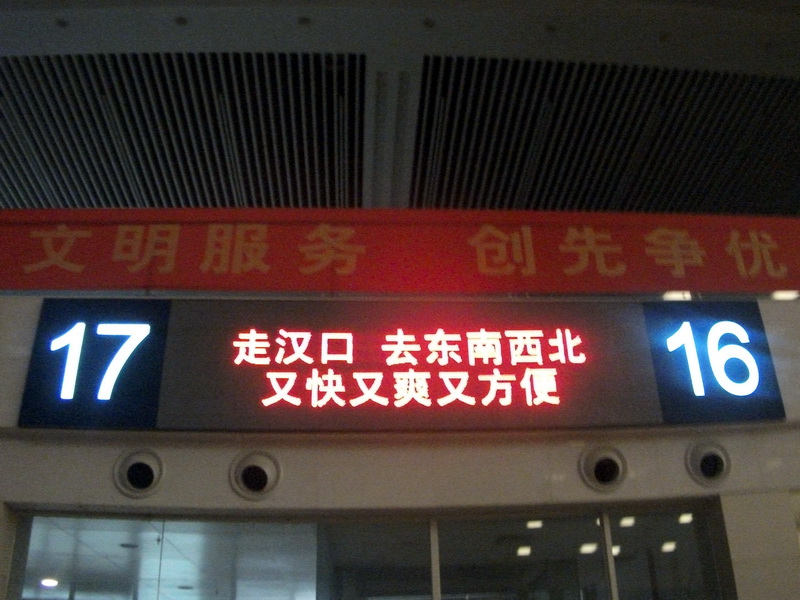 文明服务 创先争优
17
走汉口 去东南西北
又快又爽又方便
16